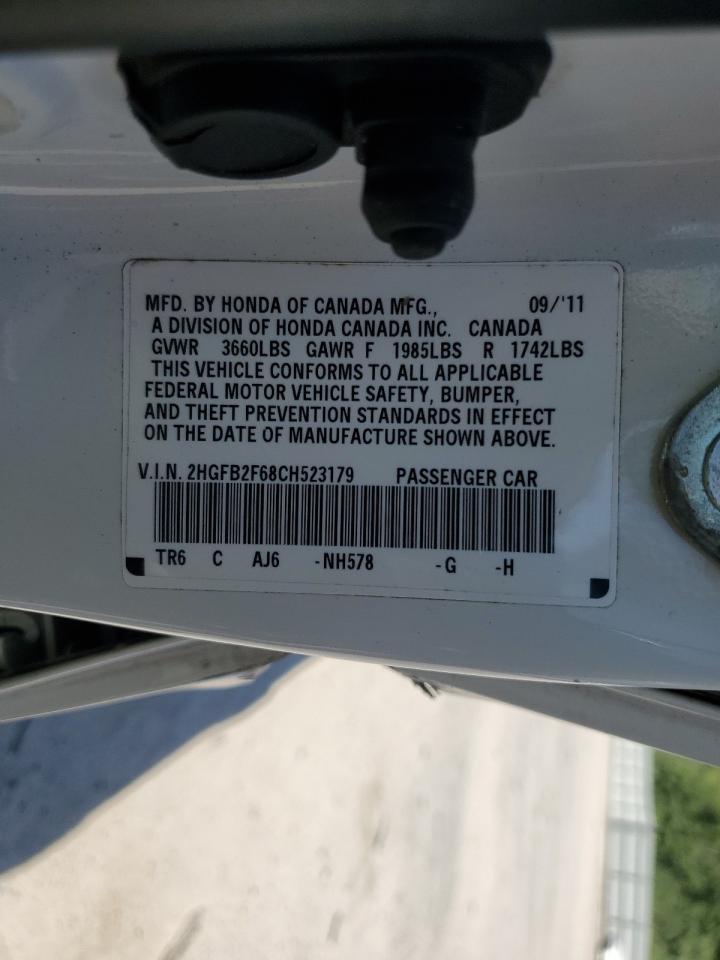 MFD. BY HONDA OF CANADA MFG., 09/'11
A DIVISION OF HONDA CANADA INC. CANADA
GVWR 3660LBS GAWR F 1985LBS R 1742LBS
THIS VEHICLE CONFORMS TO ALL APPLICABLE
FEDERAL MOTOR VEHICLE SAFETY, BUMPER,
AND THEFT PREVENTION STANDARDS IN EFFECT
ON THE DATE OF MANUFACTURE SHOWN ABOVE.
V.I.N. 2HGFB2F68CH523179 PASSENGER CAR
TR6 C AJ6 -NH578 -G -H